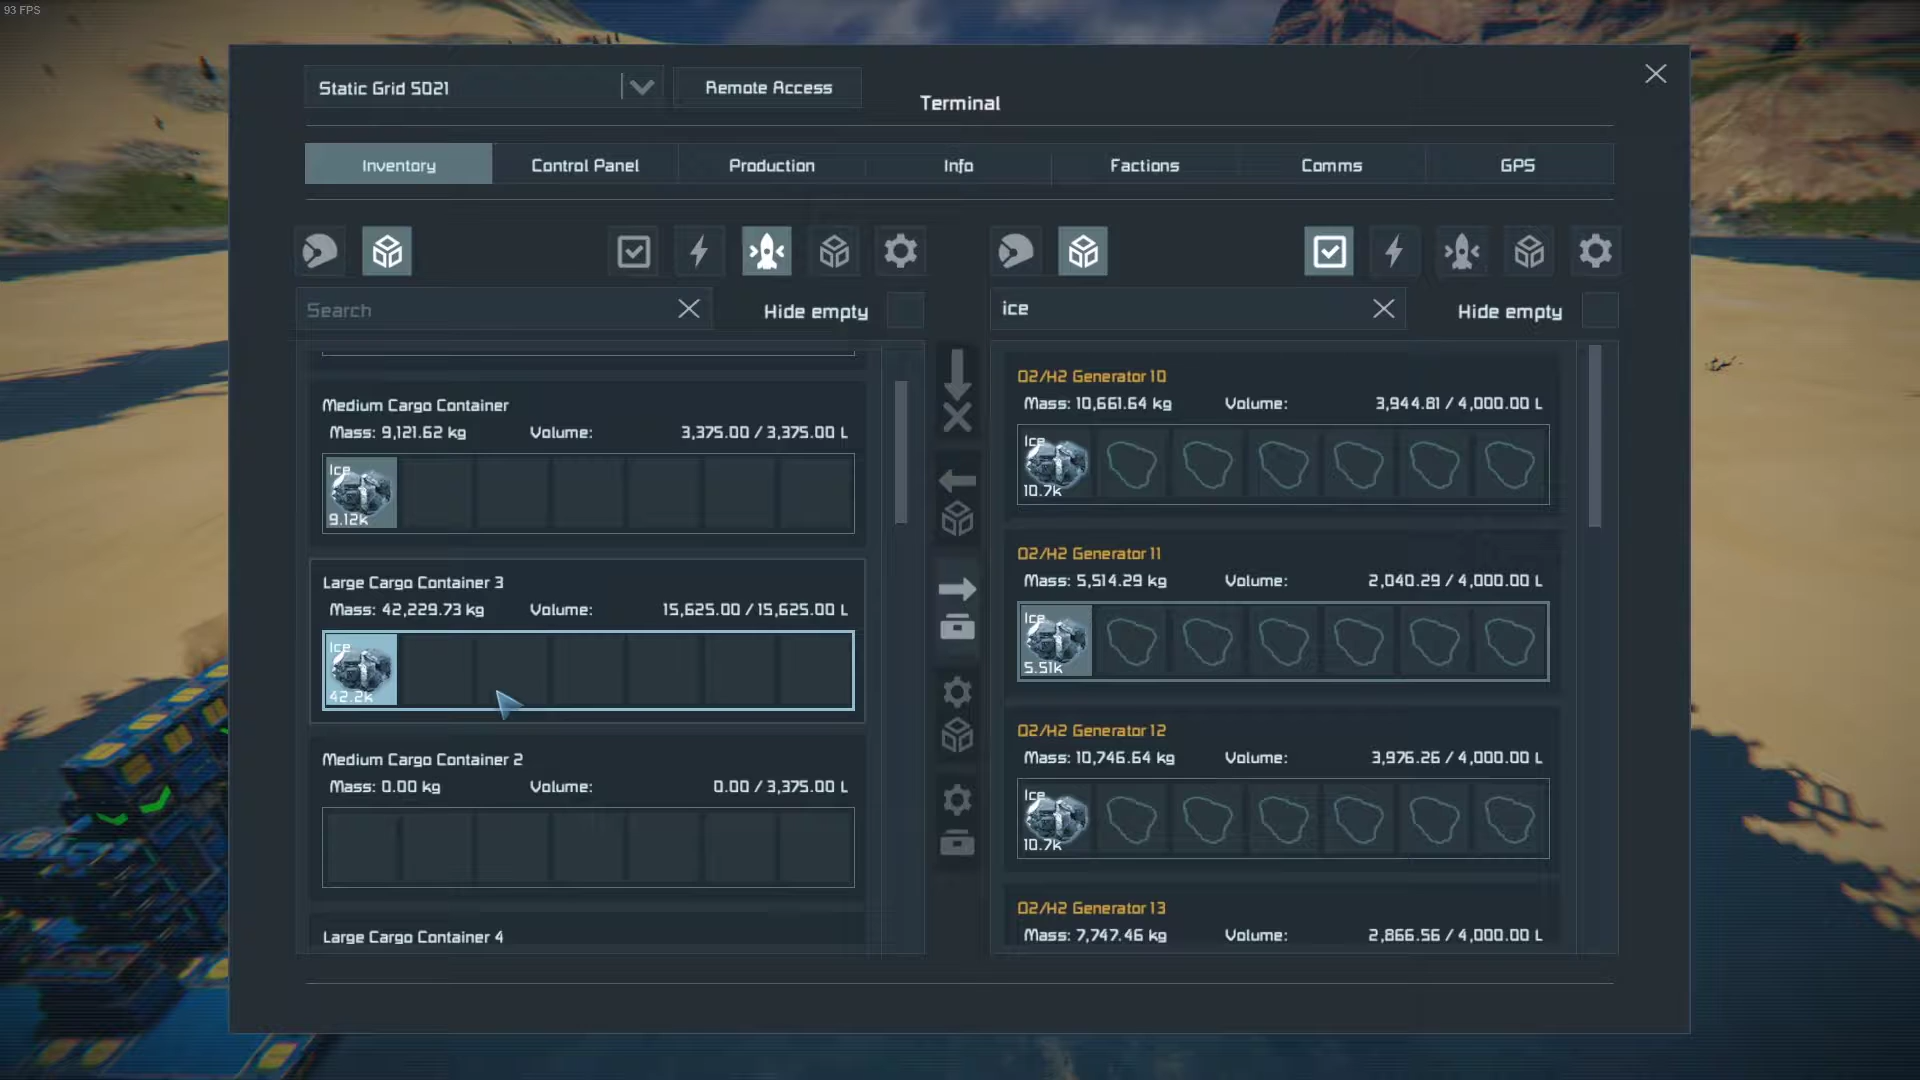 93 FPS
Static Grid 5021
Remote Access
Terminal
Inventory
Control Panel
Production
Info
Factions
Comms
GPS
Search
Hide empty
ice
Hide empty
Medium Cargo Container
Mass: 9,121.62 kg Volume: 3,375.00 / 3,375.00 L
Ice
9.12k
Large Cargo Container 3
Mass: 42,229.73 kg Volume: 15,625.00 / 15,625.00 L
Ice
42.2k
Medium Cargo Container 2
Mass: 0.00 kg Volume: 0.00 / 3,375.00 L
Large Cargo Container 4
O2/H2 Generator 10
Mass: 10,661.64 kg Volume: 3,944.81 / 4,000.00 L
Ice
10.7k
O2/H2 Generator 11
Mass: 5,514.29 kg Volume: 2,040.29 / 4,000.00 L
Ice
5.51k
O2/H2 Generator 12
Mass: 10,746.64 kg Volume: 3,976.26 / 4,000.00 L
Ice
10.7k
O2/H2 Generator 13
Mass: 7,747.46 kg Volume: 2,866.56 / 4,000.00 L